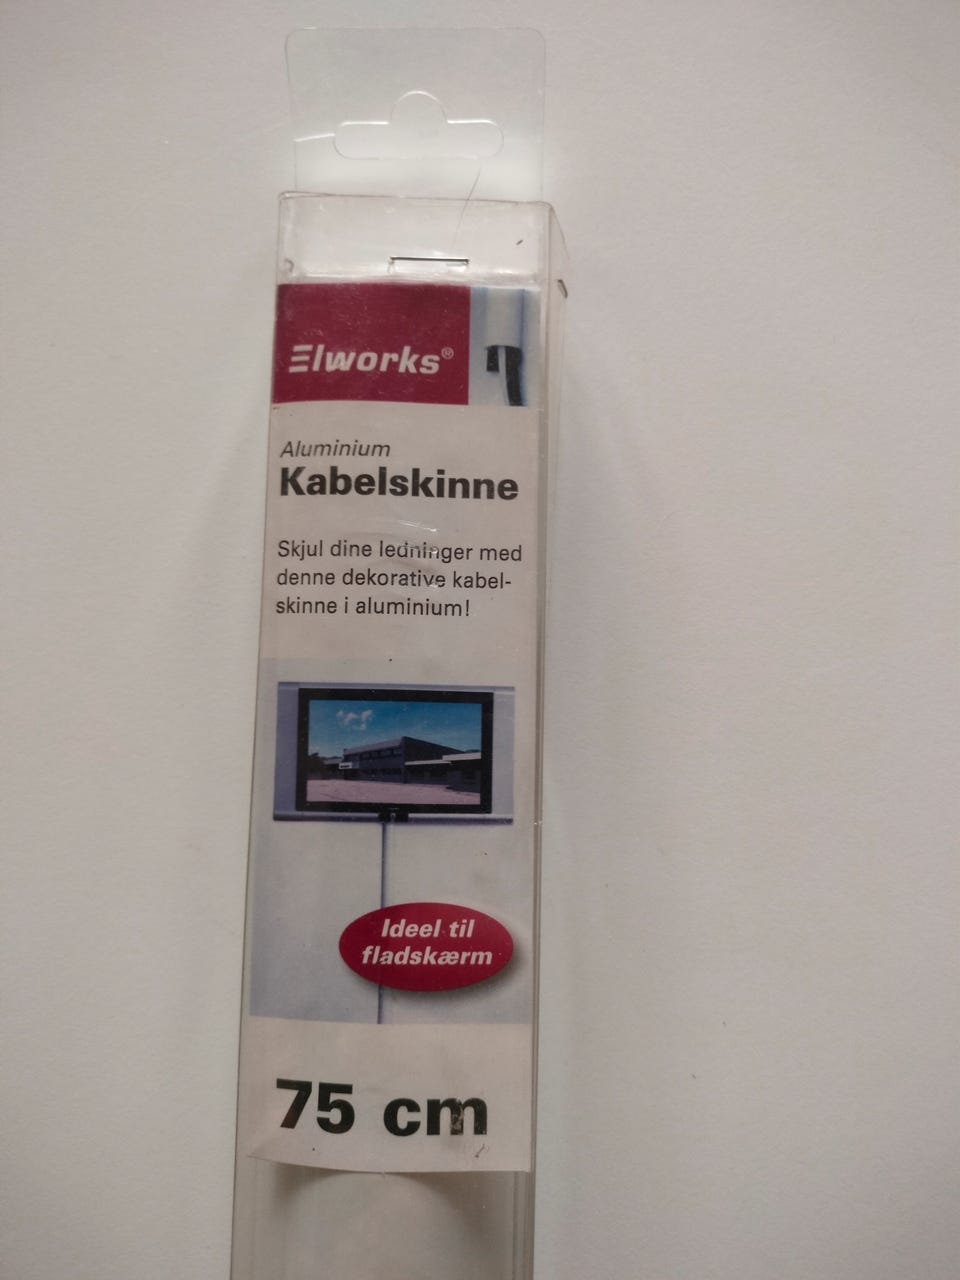 Elworks®
Aluminium
Kabelskinne
Skjul dine ledninger med
denne dekorative kabel-
skinne i aluminium!
Ideel til
fladskærm
75 cm